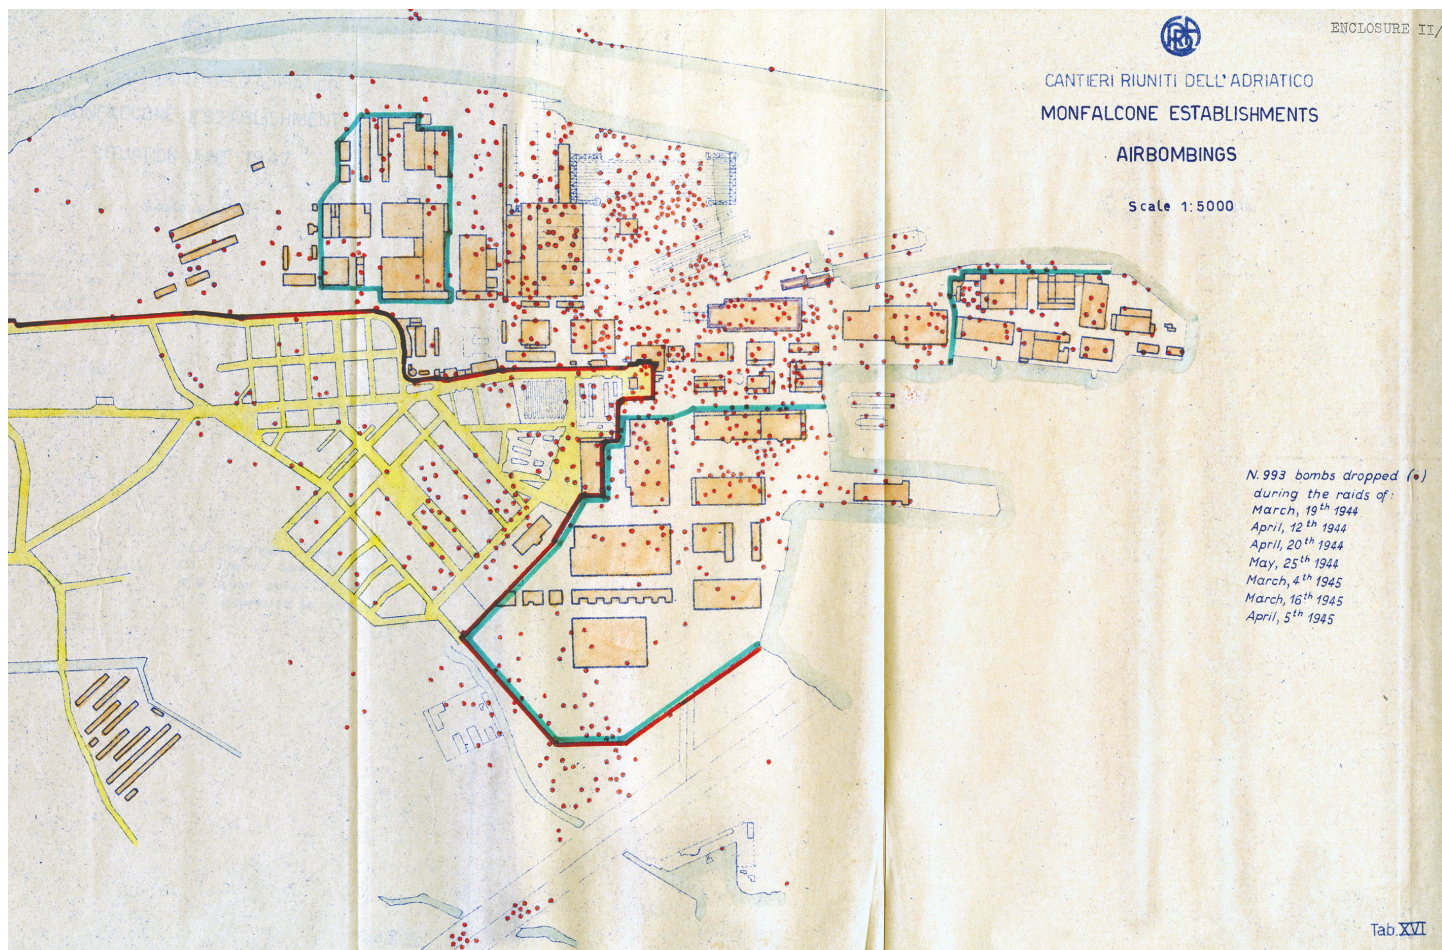 ENCLOSURE II/
CANTIERI RIUNITI DELL'ADRIATICO
MONFALCONE ESTABLISHMENTS
AIRBOMBINGS
Scale 1:5000
N. 993 bombs dropped (•)
during the raids of:
March, 19th 1944
April, 12th 1944
April, 20th 1944
May, 25th 1944
March, 4th 1945
March, 16th 1945
April, 5th 1945
Tab. XVI